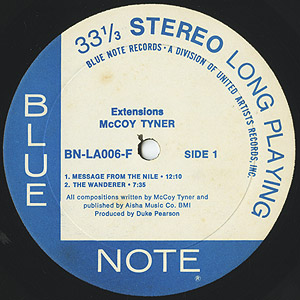 33⅓ STEREO LONG PLAYING
BLUE NOTE RECORDS • A DIVISION OF UNITED ARTISTS RECORDS, INC.
BLUE
NOTE
®
Extensions
McCOY TYNER
BN-LA006-F SIDE 1
1. MESSAGE FROM THE NILE • 12:10
2. THE WANDERER • 7:35
All compositions written by McCoy Tyner and
published by Aisha Music Co. BMI
Produced by Duke Pearson